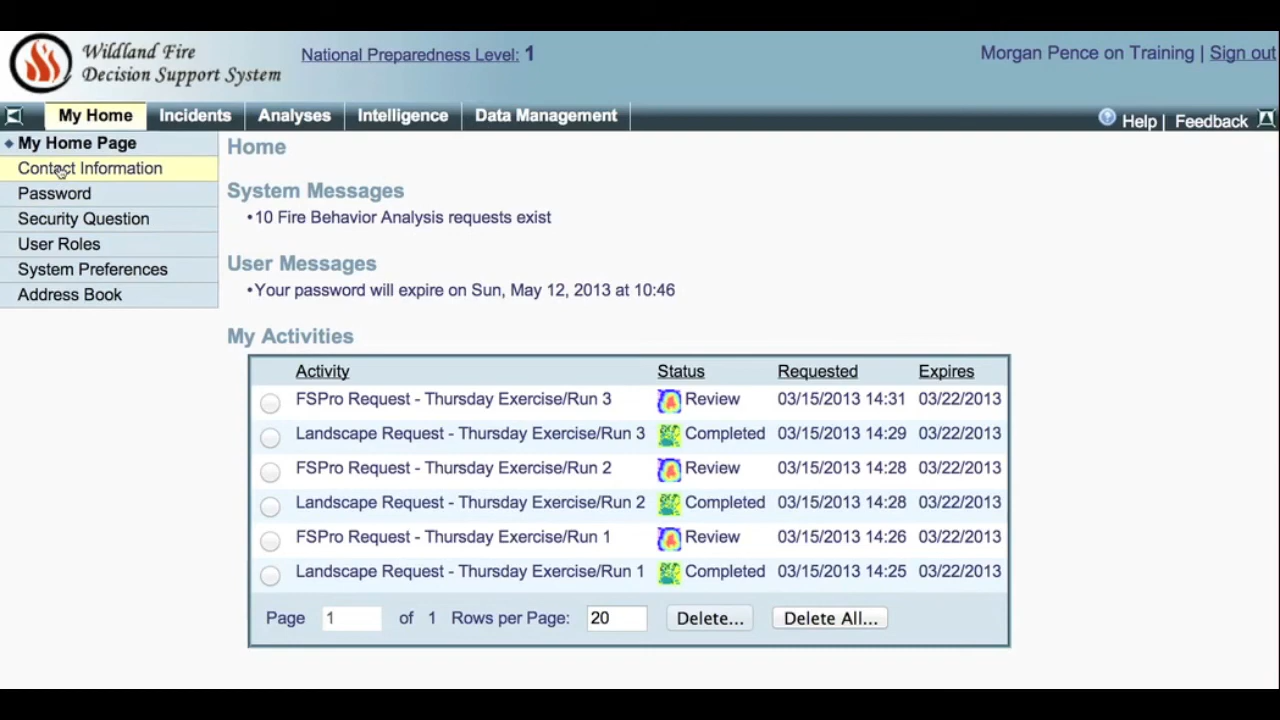 Wildland Fire
Decision Support System
National Preparedness Level: 1
Morgan Pence on Training | Sign out
My Home Incidents Analyses Intelligence Data Management
Help | Feedback
My Home Page
Contact Information
Password
Security Question
User Roles
System Preferences
Address Book
Home
System Messages
•10 Fire Behavior Analysis requests exist
User Messages
•Your password will expire on Sun, May 12, 2013 at 10:46
My Activities
Activity Status Requested Expires
FSPro Request - Thursday Exercise/Run 3 Review 03/15/2013 14:31 03/22/2013
Landscape Request - Thursday Exercise/Run 3 Completed 03/15/2013 14:29 03/22/2013
FSPro Request - Thursday Exercise/Run 2 Review 03/15/2013 14:28 03/22/2013
Landscape Request - Thursday Exercise/Run 2 Completed 03/15/2013 14:28 03/22/2013
FSPro Request - Thursday Exercise/Run 1 Review 03/15/2013 14:26 03/22/2013
Landscape Request - Thursday Exercise/Run 1 Completed 03/15/2013 14:25 03/22/2013
Page 1 of 1 Rows per Page: 20 Delete... Delete All...